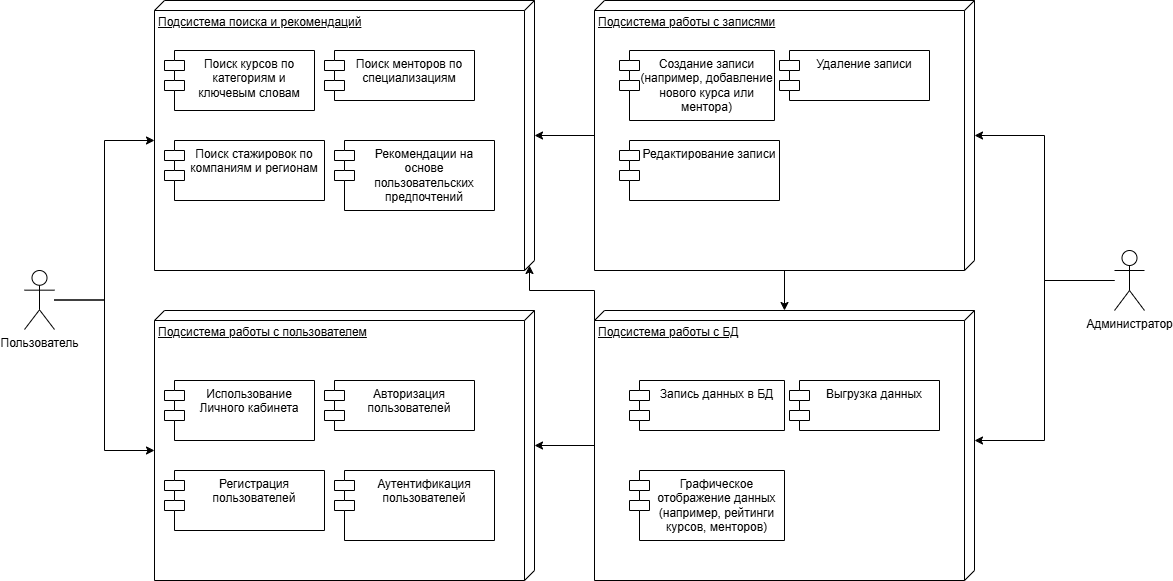 Подсистема поиска и рекомендаций
Поиск курсов по
категориям и
ключевым словам
Поиск менторов по
специализациям
Поиск стажировок по
компаниям и регионам
Рекомендации на
основе
пользовательских
предпочтений
Подсистема работы с записями
Создание записи
(например, добавление
нового курса или
ментора)
Удаление записи
Редактирование записи
Пользователь
Администратор
Подсистема работы с пользователем
Использование
Личного кабинета
Авторизация
пользователей
Регистрация
пользователей
Аутентификация
пользователей
Подсистема работы с БД
Запись данных в БД
Выгрузка данных
Графическое
отображение данных
(например, рейтинги
курсов, менторов)